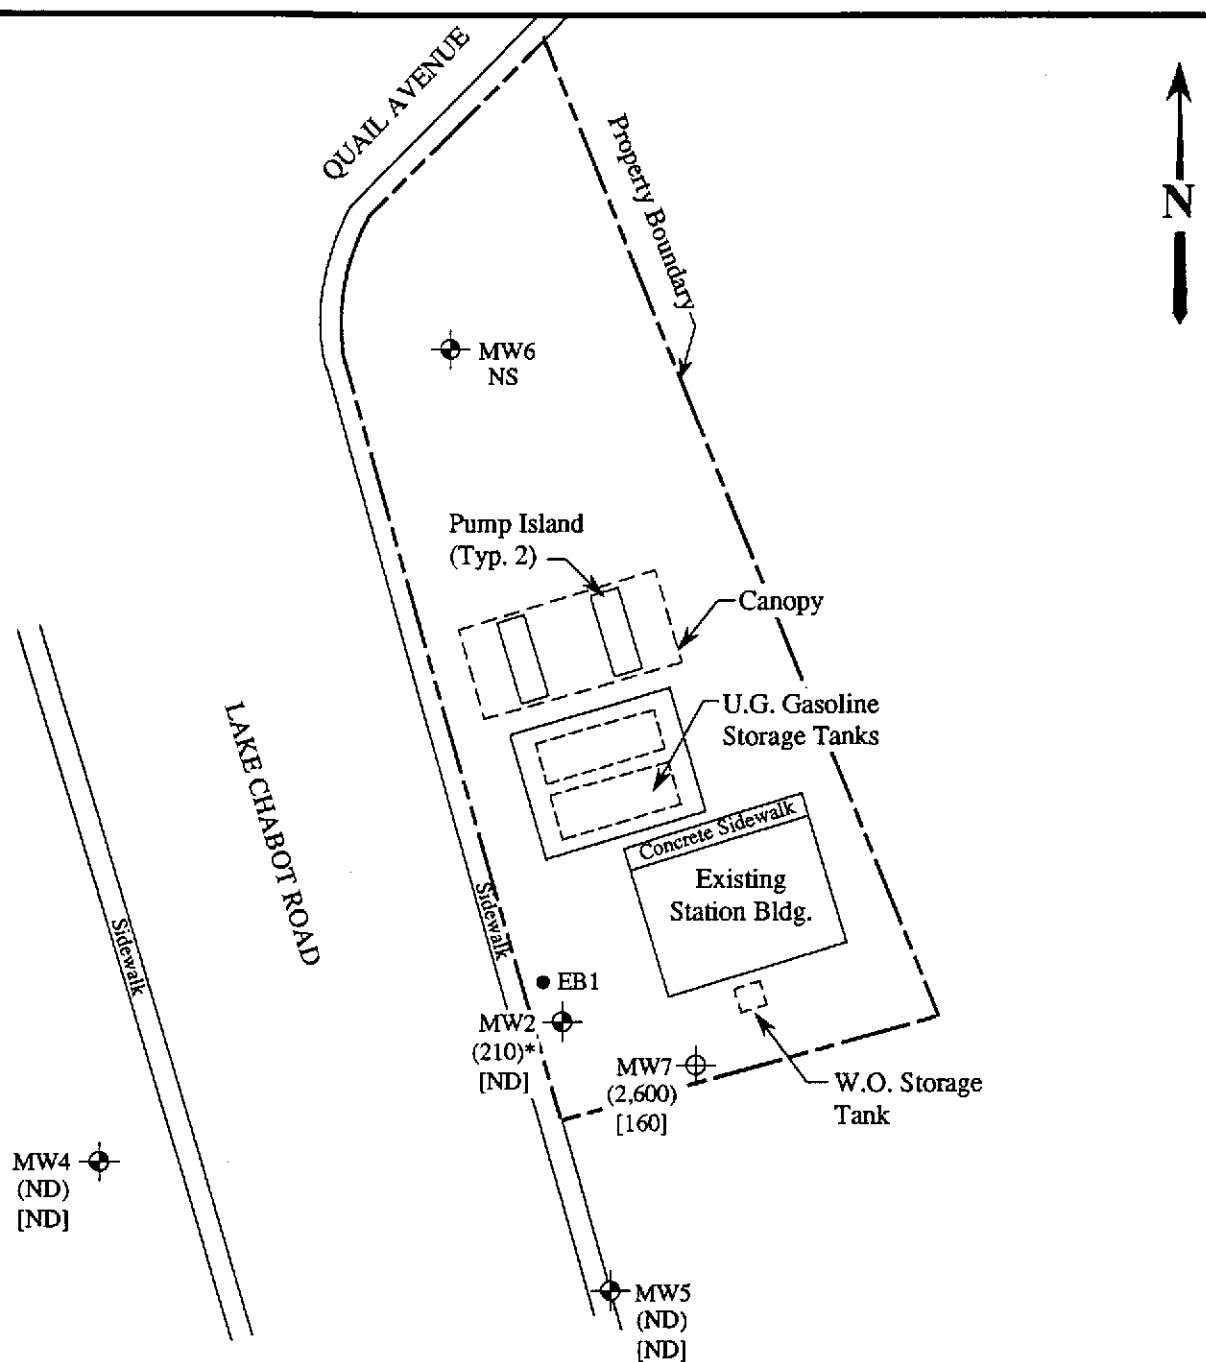 QUAIL AVENUE
Property Boundary
N
MW6
NS
Pump Island
(Typ. 2)
Canopy
U.G. Gasoline
Storage Tanks
LAKE CHABOT ROAD
Concrete Sidewalk
Existing
Station Bldg.
Sidewalk
Sidewalk
EB1
MW2
(210)*
[ND]
MW7
(2,600)
[160]
W.O. Storage
Tank
MW4
(ND)
[ND]
MW5
(ND)
[ND]